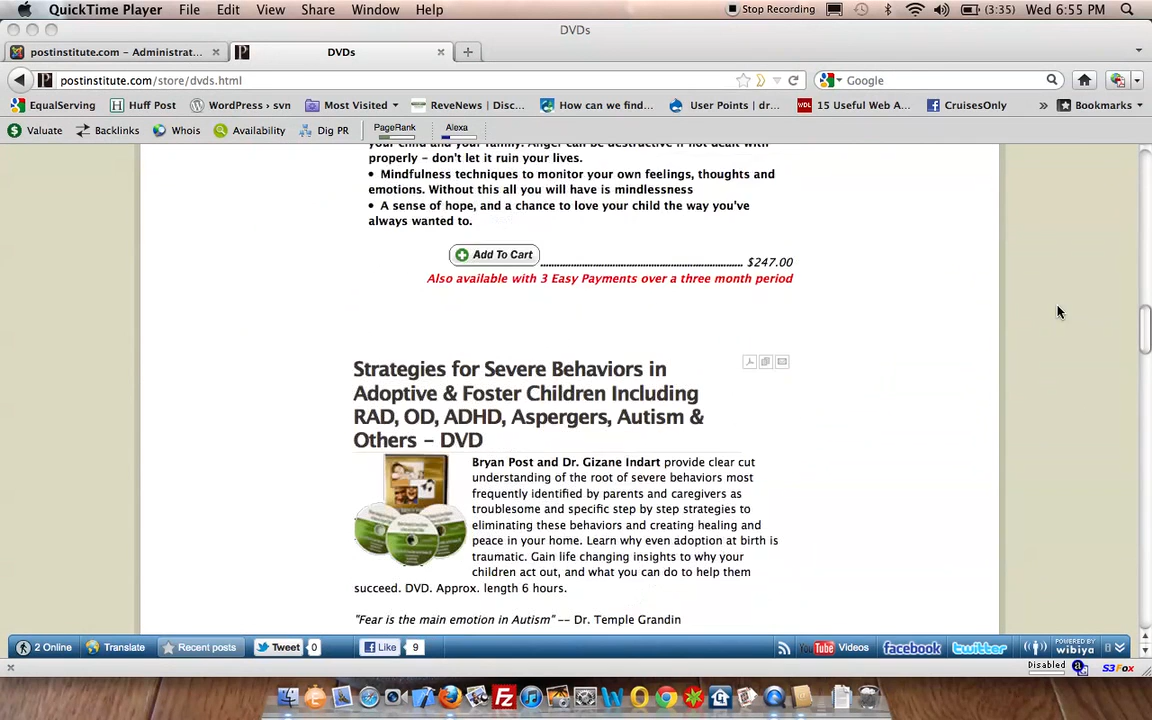 QuickTime Player File Edit View Share Window Help Stop Recording (3:35) Wed 6:55 PM
DVDs
postinstitute.com – Administrat... DVDs
postinstitute.com/store/dvds.html Google
EqualServing Huff Post WordPress › svn Most Visited ReveNews | Disc... How can we find... User Points | dr... 15 Useful Web A... CruisesOnly » Bookmarks
Valuate Backlinks Whois Availability Dig PR PageRank Alexa
your child and your family. Anger can be destructive if not dealt with
properly – don't let it ruin your lives.
• Mindfulness techniques to monitor your own feelings, thoughts and
emotions. Without this all you will have is mindlessness
• A sense of hope, and a chance to love your child the way you've
always wanted to.
Add To Cart $247.00
Also available with 3 Easy Payments over a three month period
Strategies for Severe Behaviors in
Adoptive & Foster Children Including
RAD, OD, ADHD, Aspergers, Autism &
Others – DVD
Bryan Post and Dr. Gizane Indart provide clear cut
understanding of the root of severe behaviors most
frequently identified by parents and caregivers as
troublesome and specific step by step strategies to
eliminating these behaviors and creating healing and
peace in your home. Learn why even adoption at birth is
traumatic. Gain life changing insights to why your
children act out, and what you can do to help them
succeed. DVD. Approx. length 6 hours.
"Fear is the main emotion in Autism" -- Dr. Temple Grandin
2 Online Translate Recent posts Tweet 0 Like 9 YouTube Videos facebook twitter POWERED BY wibiya
Disabled S3Fox